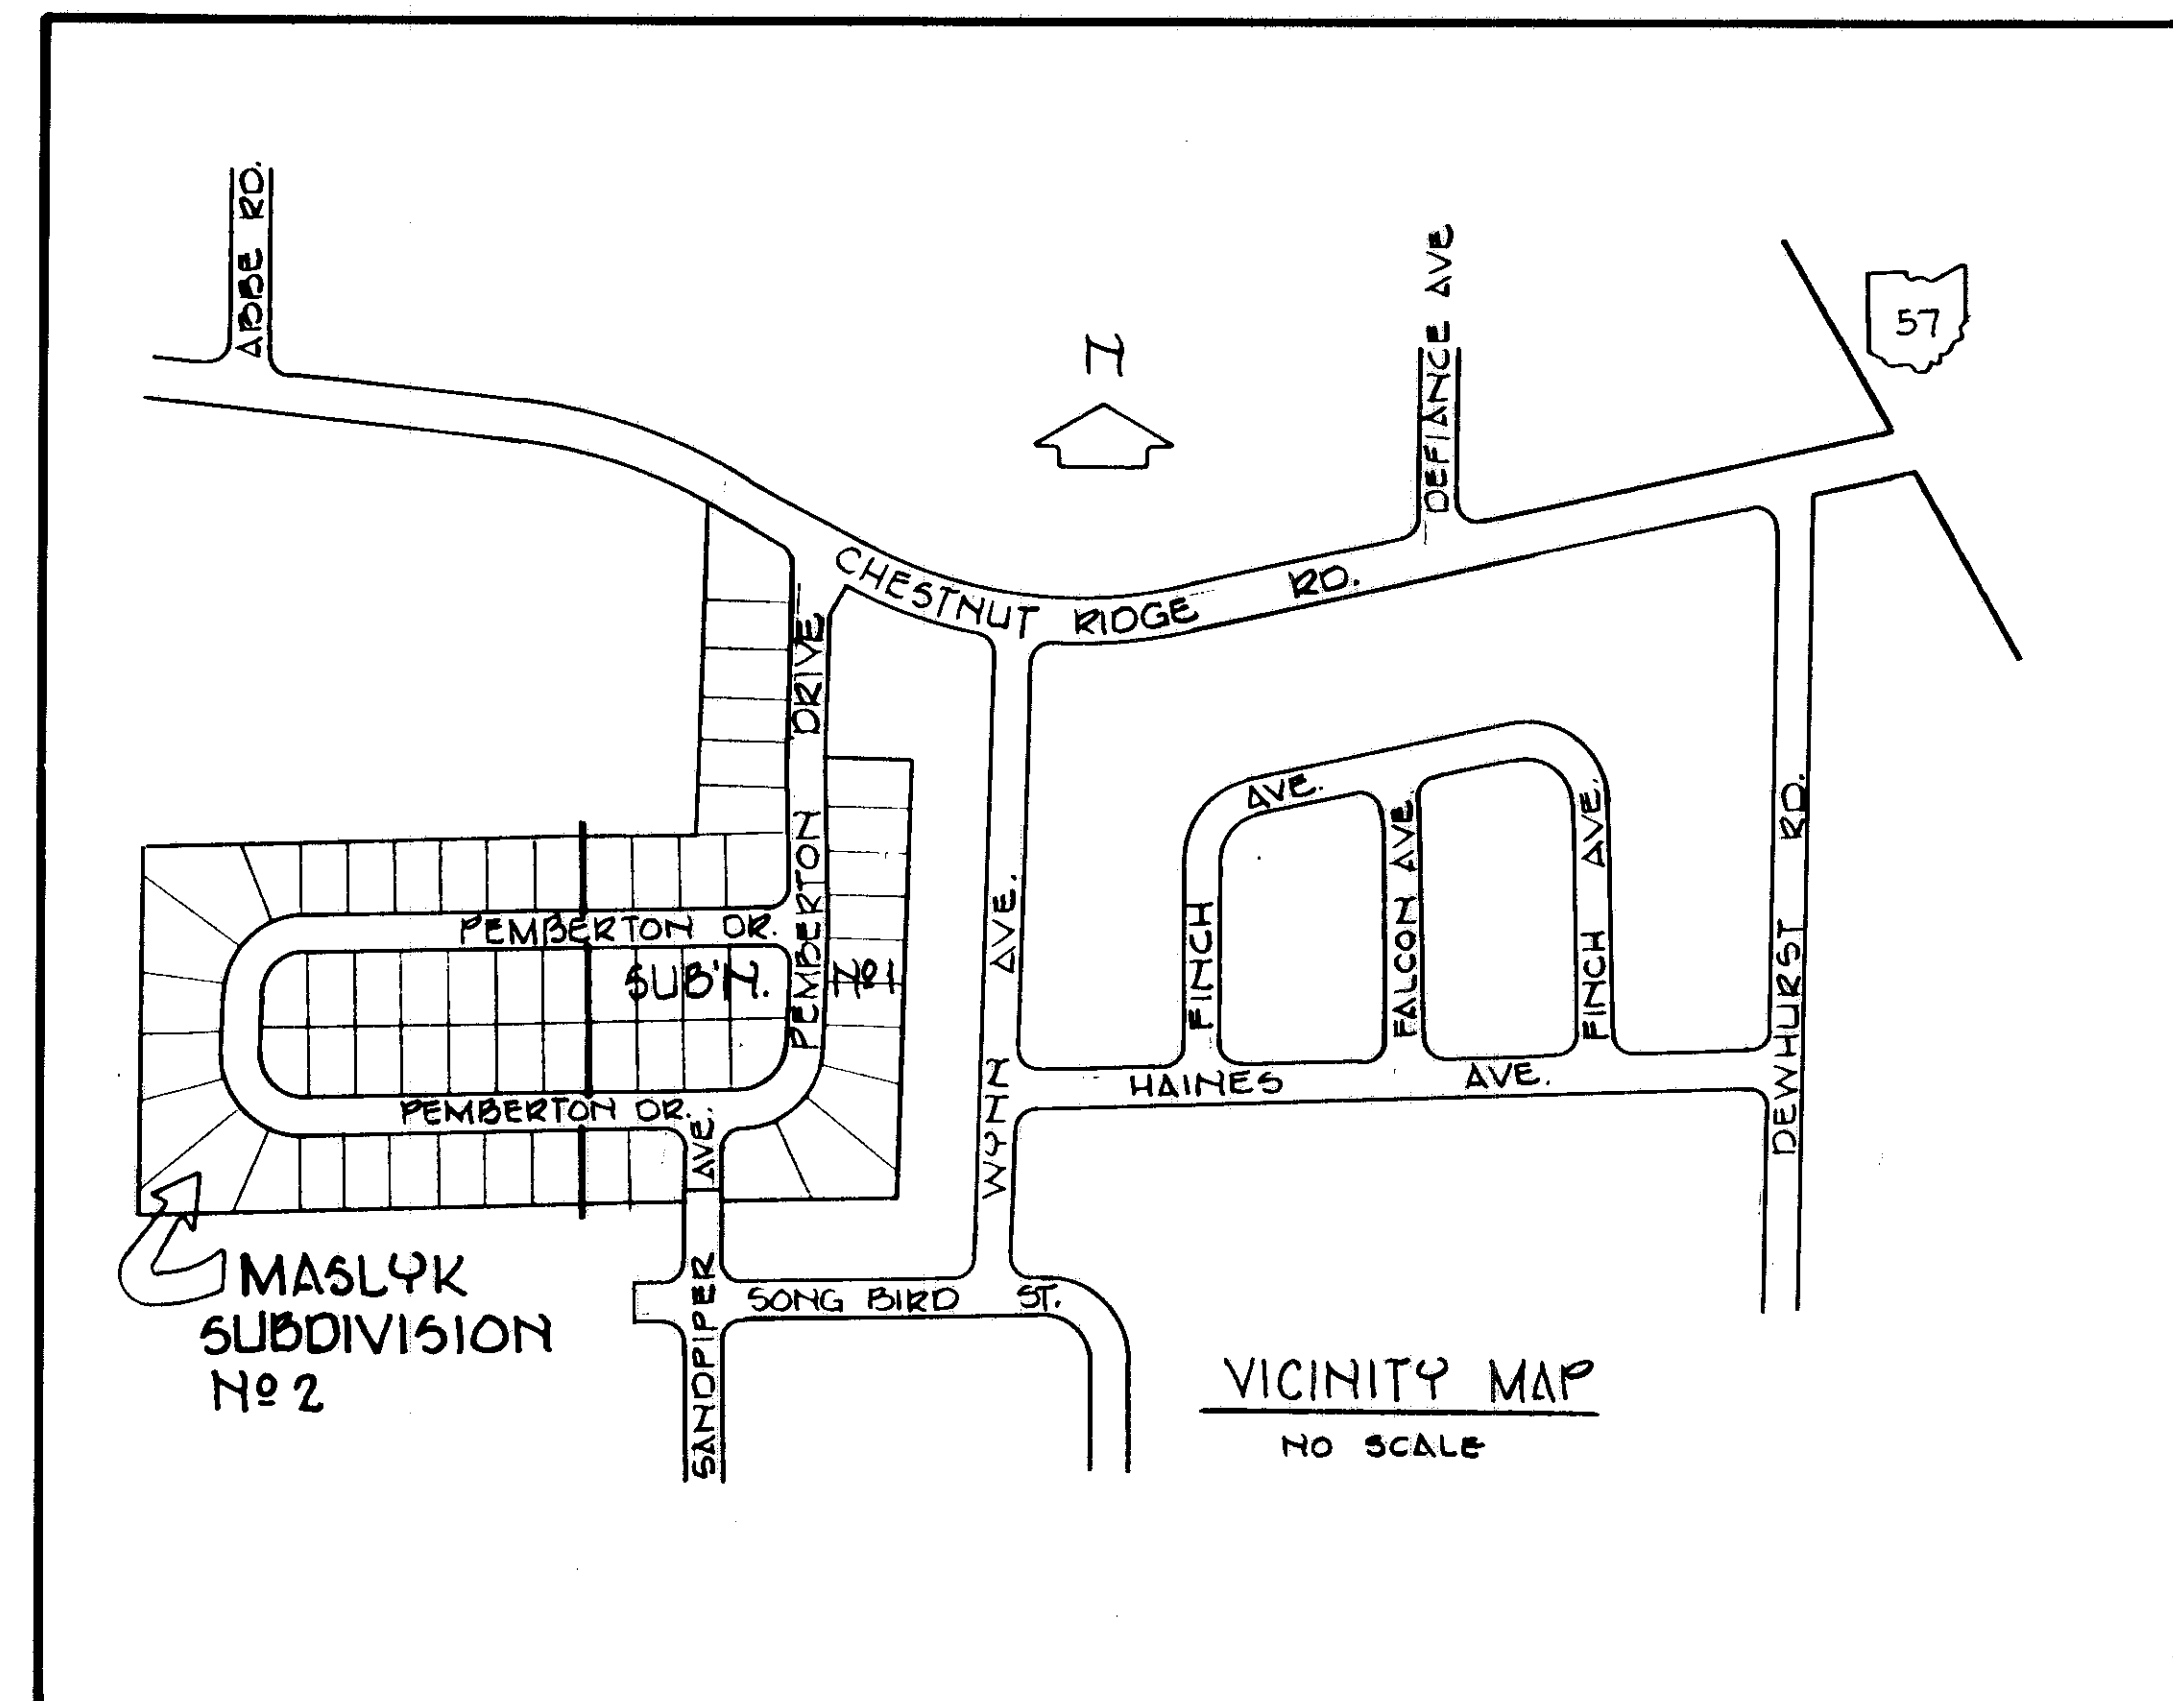 ABBE RD.
DEFIANCE AVE
57
N
CHESTNUT RIDGE RD.
PEMBERTON DRIVE
AVE.
FINCH
FALCON AVE
FINCH AVE.
DEWHURST RD.
WYNN AVE.
PEMBERTON DR.
SUB'N. Nº 1
HAINES AVE.
PEMBERTON DR.
SANDPIPER AVE.
SONG BIRD ST.
MASLYK
SUBDIVISION
Nº 2
VICINITY MAP
NO SCALE